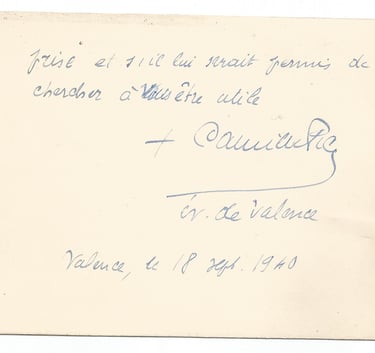 prisé et s'il lui serait permis de
chercher à vous être utile
+ Camille Pic
év. de Valence
Valence, le 18 sept. 1940